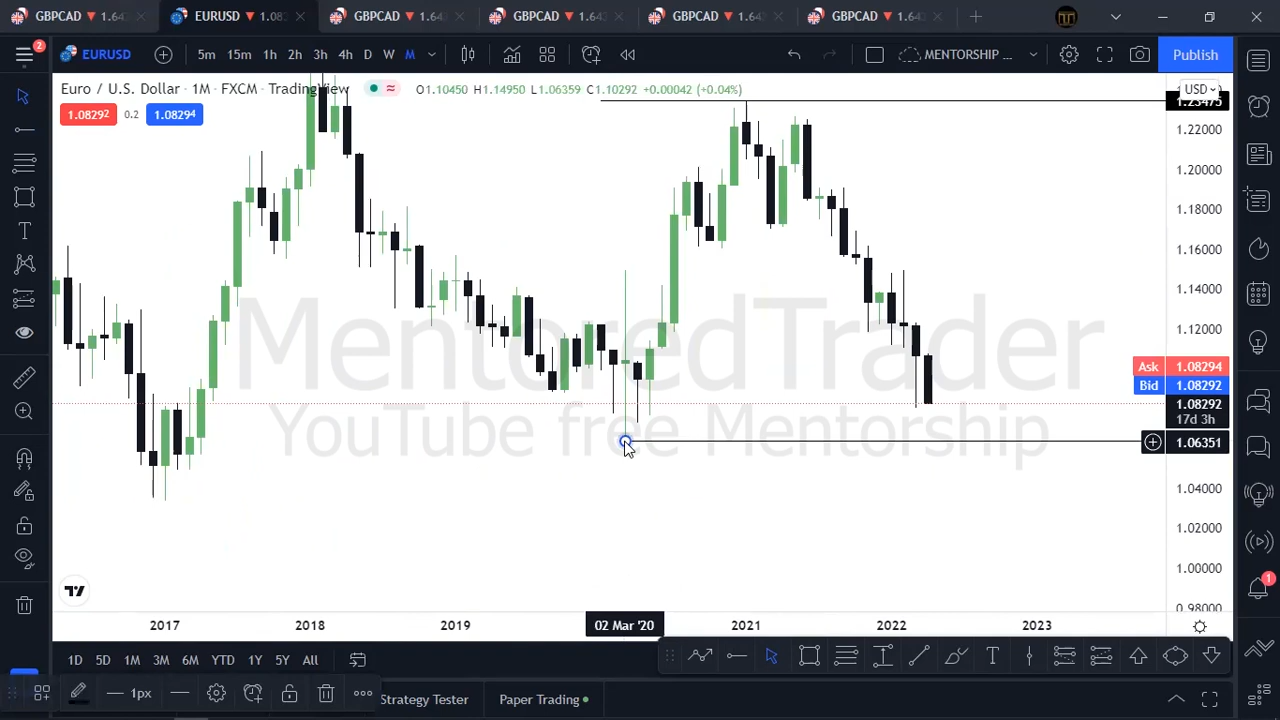 GBPCAD 1.64
EURUSD 1.08
GBPCAD 1.64
GBPCAD 1.64
GBPCAD 1.64
GBPCAD 1.64
2 EURUSD 5m 15m 1h 2h 3h 4h D W M MENTORSHIP ... Publish
Euro / U.S. Dollar · 1M · FXCM · TradingView O1.10450 H1.14950 L1.06359 C1.10292 +0.00042 (+0.04%) USD
1.08292 0.2 1.08294
1.23475
1.22000
1.20000
1.18000
1.16000
1.14000
1.12000
MentoredTrader
YouTube free Mentorship
Ask 1.08294
Bid 1.08292
1.08292
17d 3h
1.06351
1.04000
1.02000
1.00000
0.98000
2017 2018 2019 02 Mar '20 2021 2022 2023
1
1D 5D 1M 3M 6M YTD 1Y 5Y All
1px Strategy Tester Paper Trading